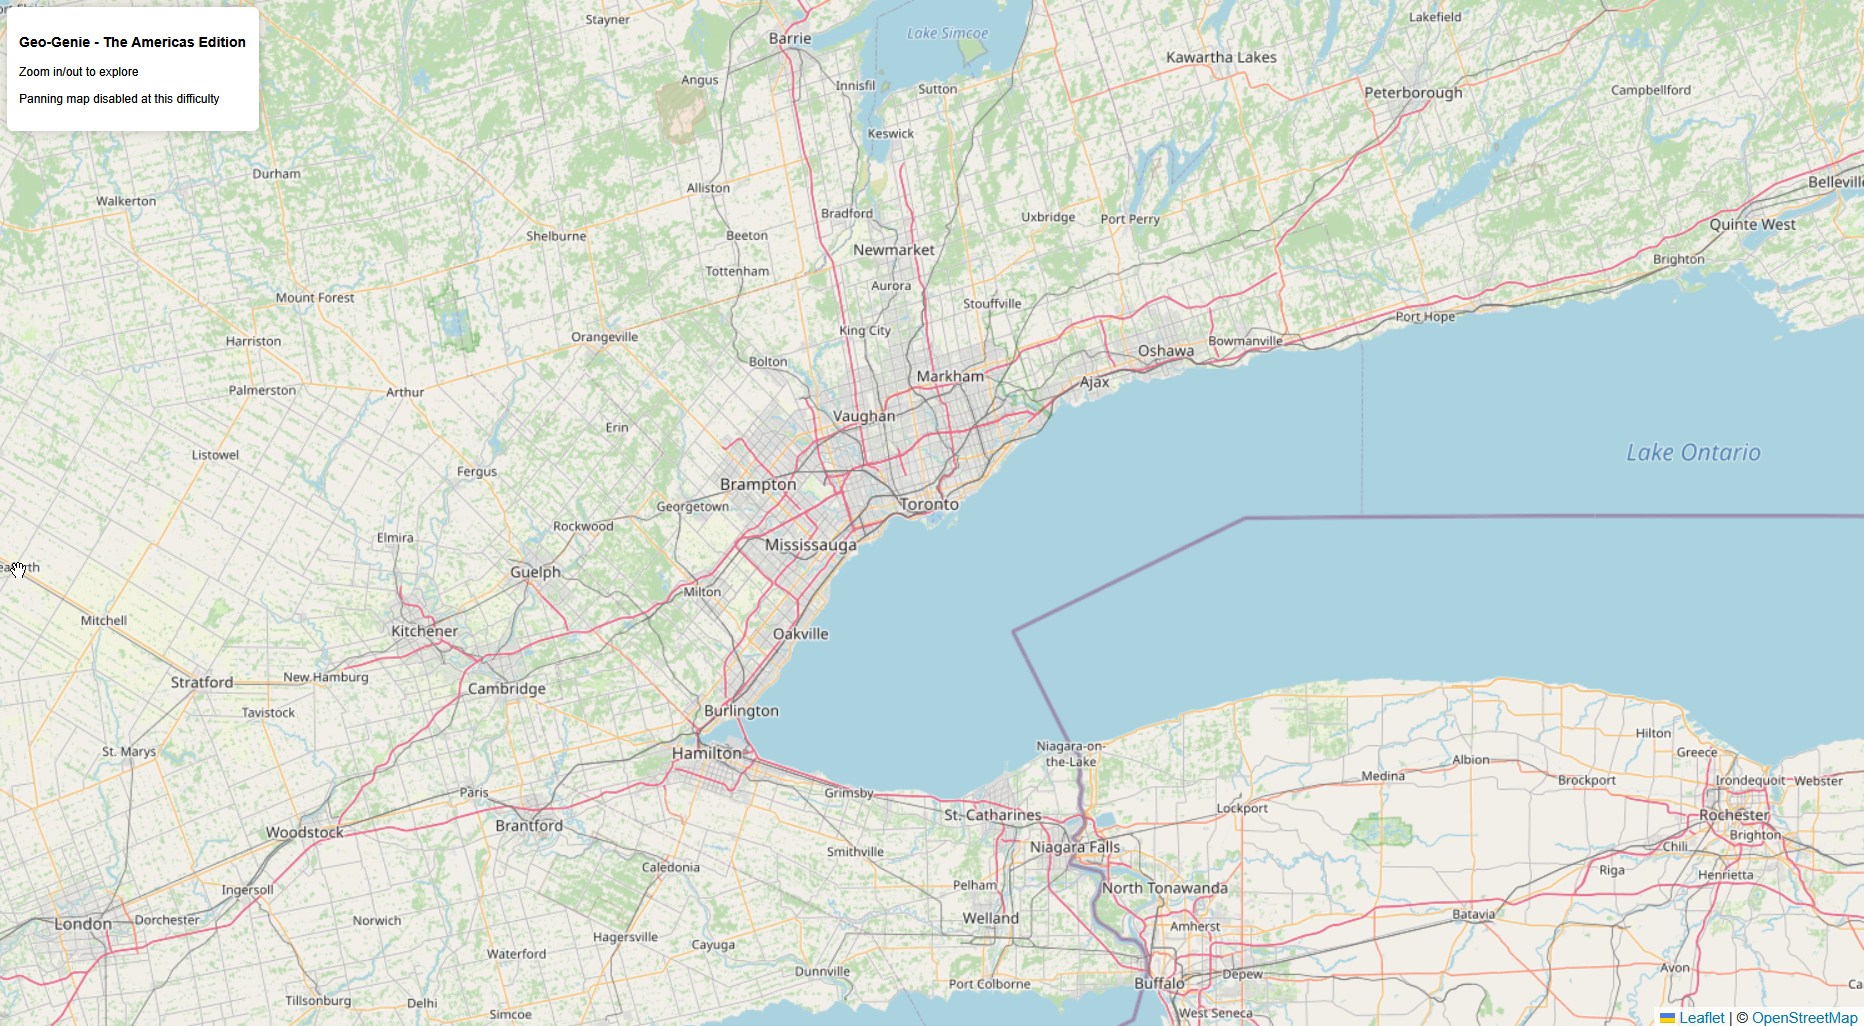 Geo-Genie - The Americas Edition
Zoom in/out to explore
Panning map disabled at this difficulty
Stayner
Barrie
Lake Simcoe
Lakefield
Kawartha Lakes
Angus
Innisfil
Sutton
Peterborough
Campbellford
Keswick
Durham
Walkerton
Alliston
Belleville
Bradford
Uxbridge
Port Perry
Quinte West
Shelburne
Beeton
Newmarket
Brighton
Tottenham
Aurora
Mount Forest
Stouffville
Port Hope
Harriston
Orangeville
King City
Bowmanville
Oshawa
Bolton
Palmerston
Arthur
Markham
Ajax
Vaughan
Erin
Listowel
Lake Ontario
Fergus
Brampton
Georgetown
Toronto
Rockwood
Elmira
Mississauga
Guelph
Milton
Mitchell
Kitchener
Oakville
Stratford
New Hamburg
Cambridge
Tavistock
Burlington
St. Marys
Hamilton
Niagara-on-
the-Lake
Hilton
Greece
Albion
Medina
Brockport
Irondequoit
Webster
Paris
Grimsby
Lockport
St. Catharines
Rochester
Woodstock
Brantford
Brighton
Niagara Falls
Chili
Smithville
Caledonia
Riga
Henrietta
Ingersoll
Pelham
North Tonawanda
London
Dorchester
Norwich
Welland
Batavia
Amherst
Hagersville
Cayuga
Waterford
Dunnville
Depew
Avon
Port Colborne
Buffalo
Tillsonburg
Delhi
Simcoe
West Seneca
Leaflet | © OpenStreetMap